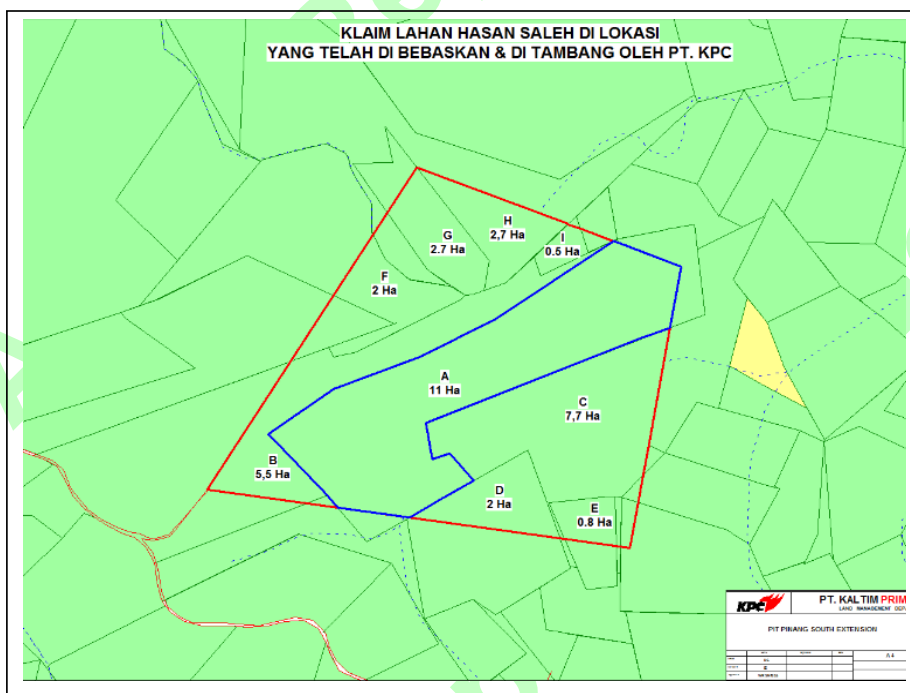 KLAIM LAHAN HASAN SALEH DI LOKASI
YANG TELAH DI BEBASKAN & DI TAMBANG OLEH PT. KPC
H
2,7 Ha
G
2.7 Ha
I
0.5 Ha
F
2 Ha
A
11 Ha
C
7,7 Ha
B
5,5 Ha
D
2 Ha
E
0.8 Ha
KPC
PT. KALTIM PRIM
LAND MANAGEMENT DEP
PIT PINANG SOUTH EXTENSION